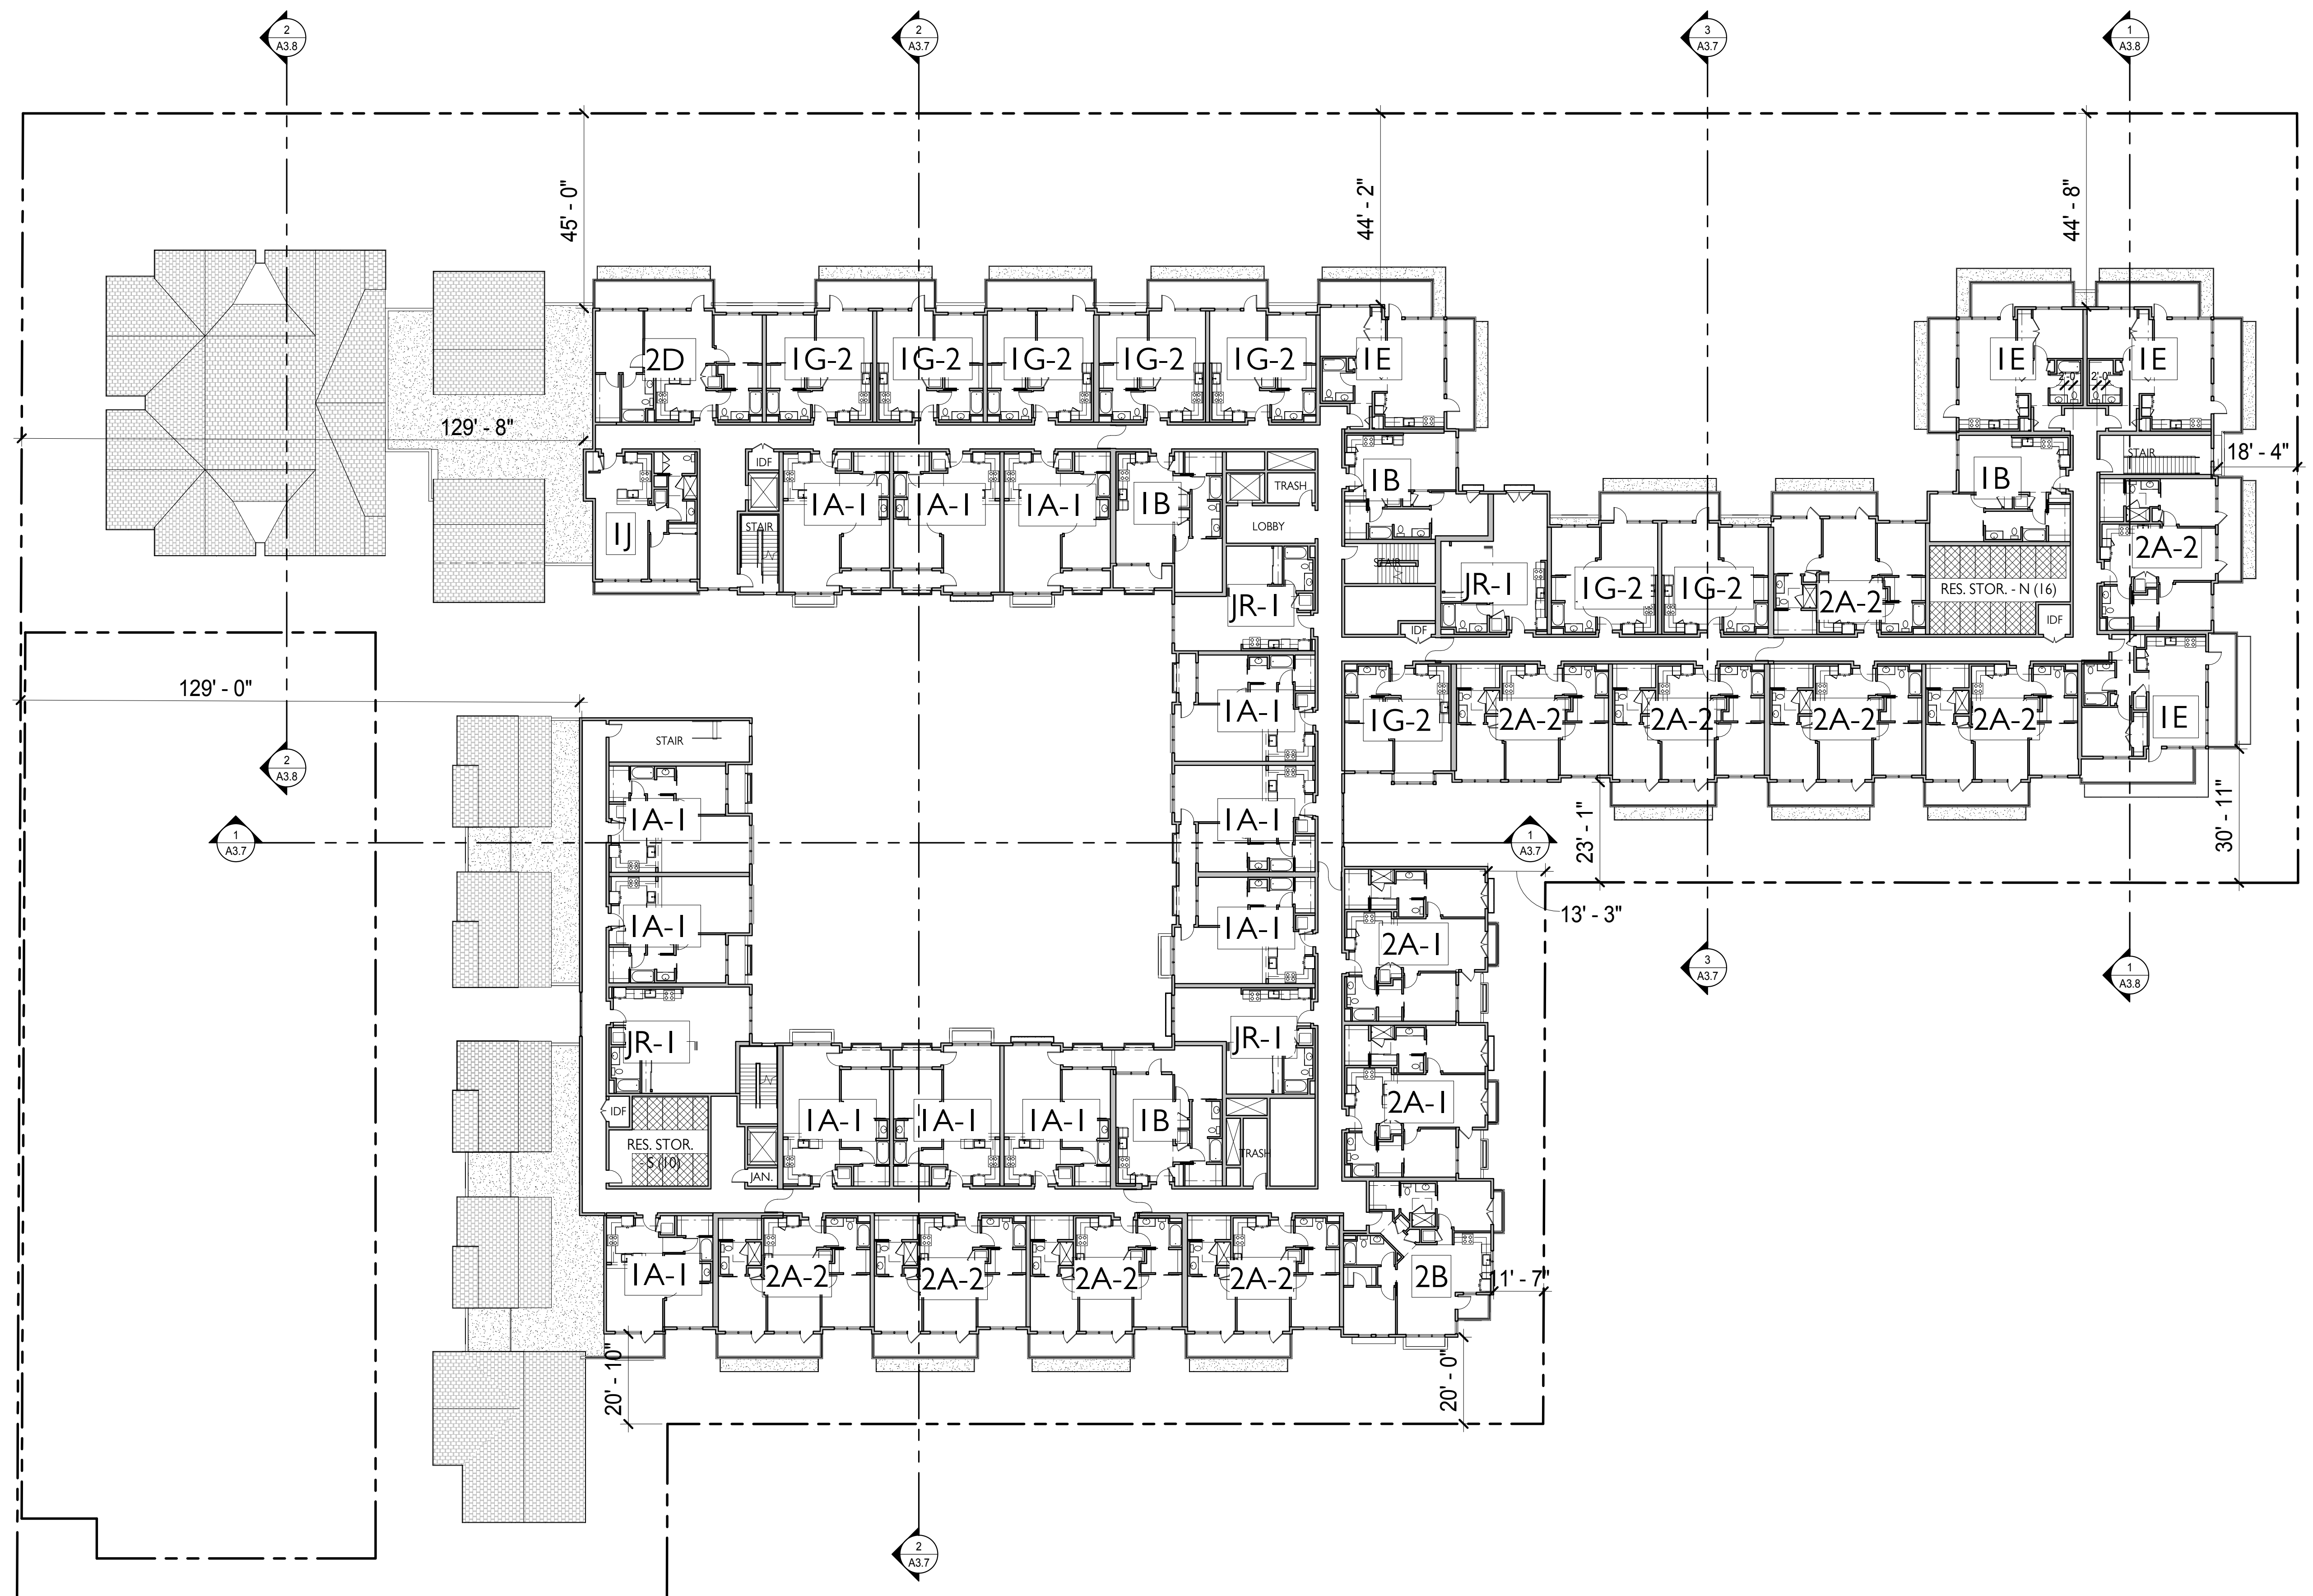 2
A3.8
2
A3.7
3
A3.7
1
A3.8
45' - 0"
44' - 2"
44' - 8"
2D
1G-2
1G-2
1G-2
1G-2
1G-2
1E
1E
1E
2'-0"
2'-0"
129' - 8"
18' - 4"
IDF
STAIR
1J
STAIR
1A-1
1A-1
1A-1
1B
TRASH
LOBBY
1B
1B
2A-2
STAIR
JR-1
JR-1
1G-2
1G-2
2A-2
RES. STOR. - N (16)
IDF
IDF
129' - 0"
1A-1
1G-2
2A-2
2A-2
2A-2
2A-2
1E
STAIR
2
A3.8
1
A3.7
1A-1
1A-1
1
A3.7
23' - 1"
30' - 11"
1A-1
1A-1
13' - 3"
2A-1
3
A3.7
1
A3.8
JR-1
JR-1
2A-1
IDF
RES. STOR.
- S (10)
JAN.
1A-1
1A-1
1A-1
1B
TRASH
1A-1
2A-2
2A-2
2A-2
2A-2
2B
11' - 7"
20' - 10"
20' - 0"
2
A3.7